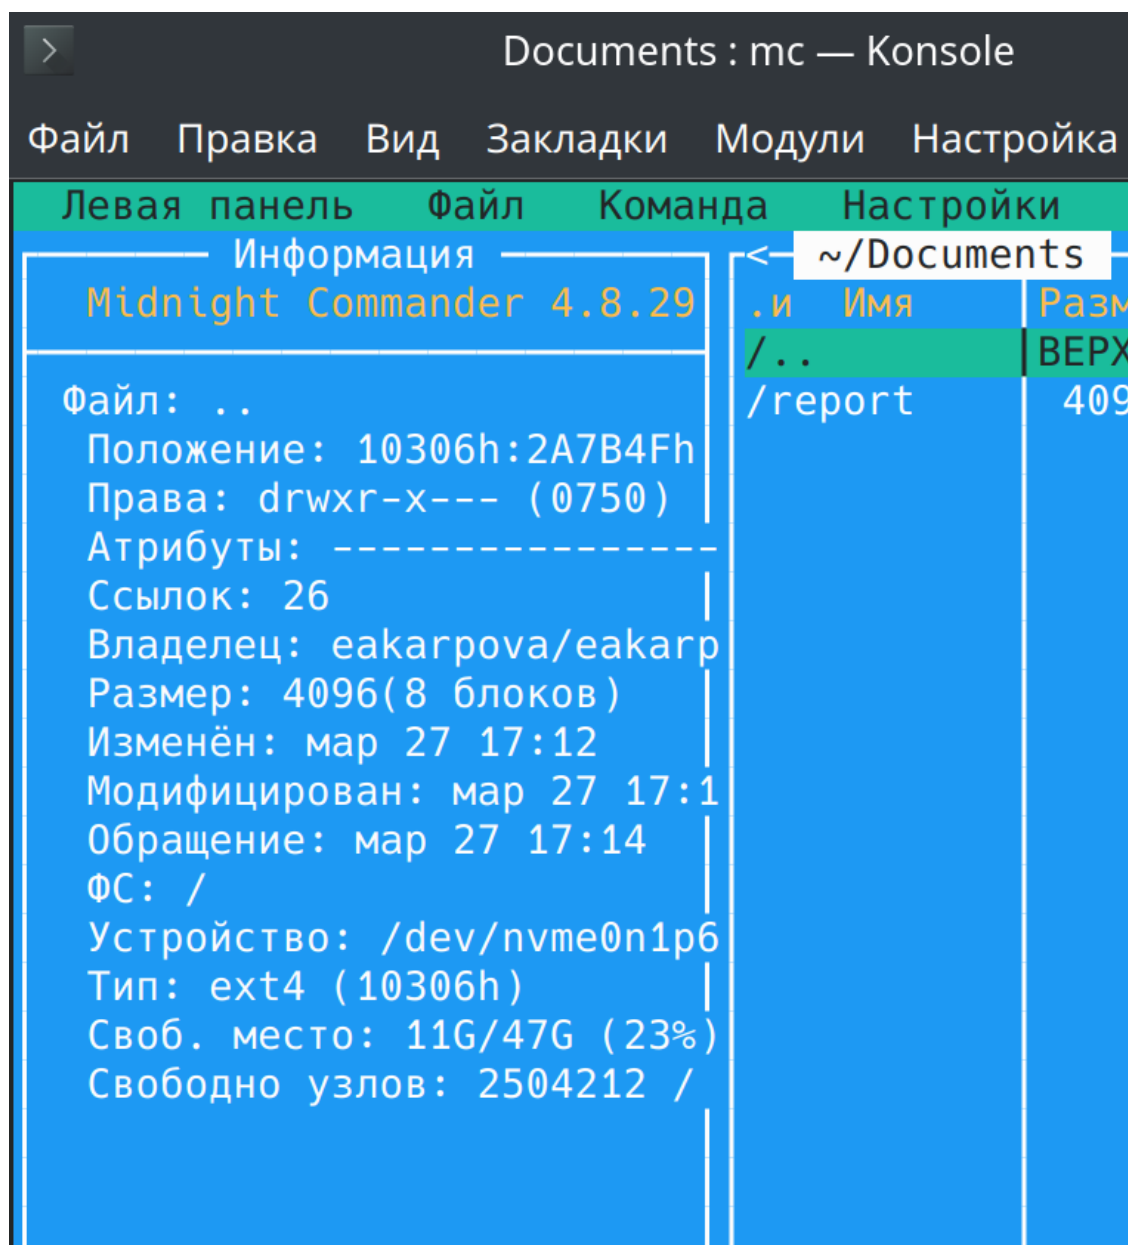 Documents : mc — Konsole
Файл Правка Вид Закладки Модули Настройка
Левая панель Файл Команда Настройки
Информация
Midnight Commander 4.8.29
Файл: ..
Положение: 10306h:2A7B4Fh
Права: drwxr-x--- (0750)
Атрибуты: ----------------
Ссылок: 26
Владелец: eakarpova/eakarp
Размер: 4096(8 блоков)
Изменён: мар 27 17:12
Модифицирован: мар 27 17:1
Обращение: мар 27 17:14
ФС: /
Устройство: /dev/nvme0n1p6
Тип: ext4 (10306h)
Своб. место: 11G/47G (23%)
Свободно узлов: 2504212 /
<- ~/Documents
.и Имя Разм
/.. ВЕРХ
/report 409